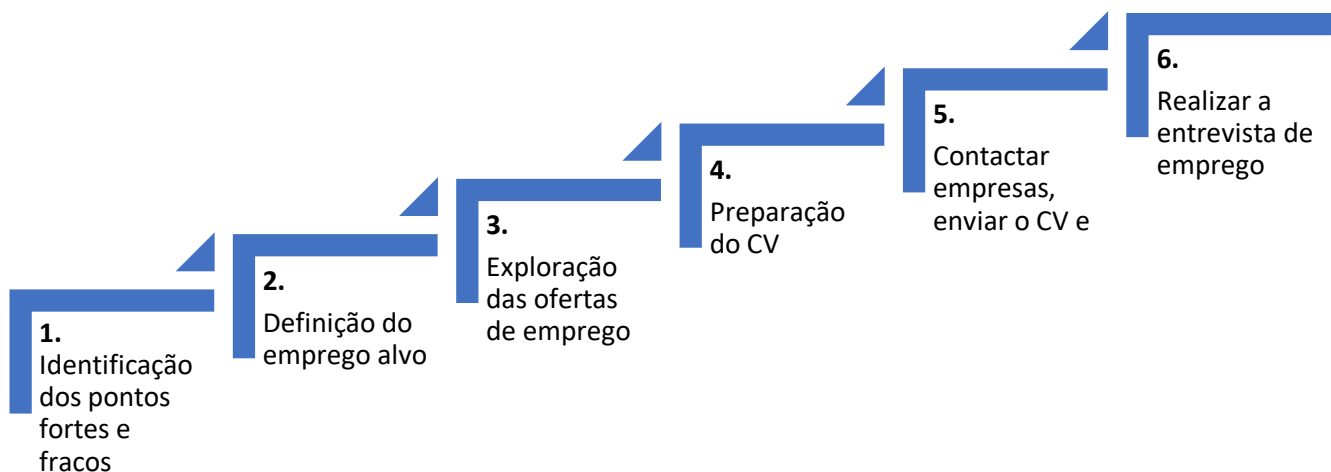 1.
Identificação
dos pontos
fortes e
fracos
2.
Definição do
emprego alvo
3.
Exploração
das ofertas
de emprego
4.
Preparação
do CV
5.
Contactar
empresas,
enviar o CV e
6.
Realizar a
entrevista de
emprego